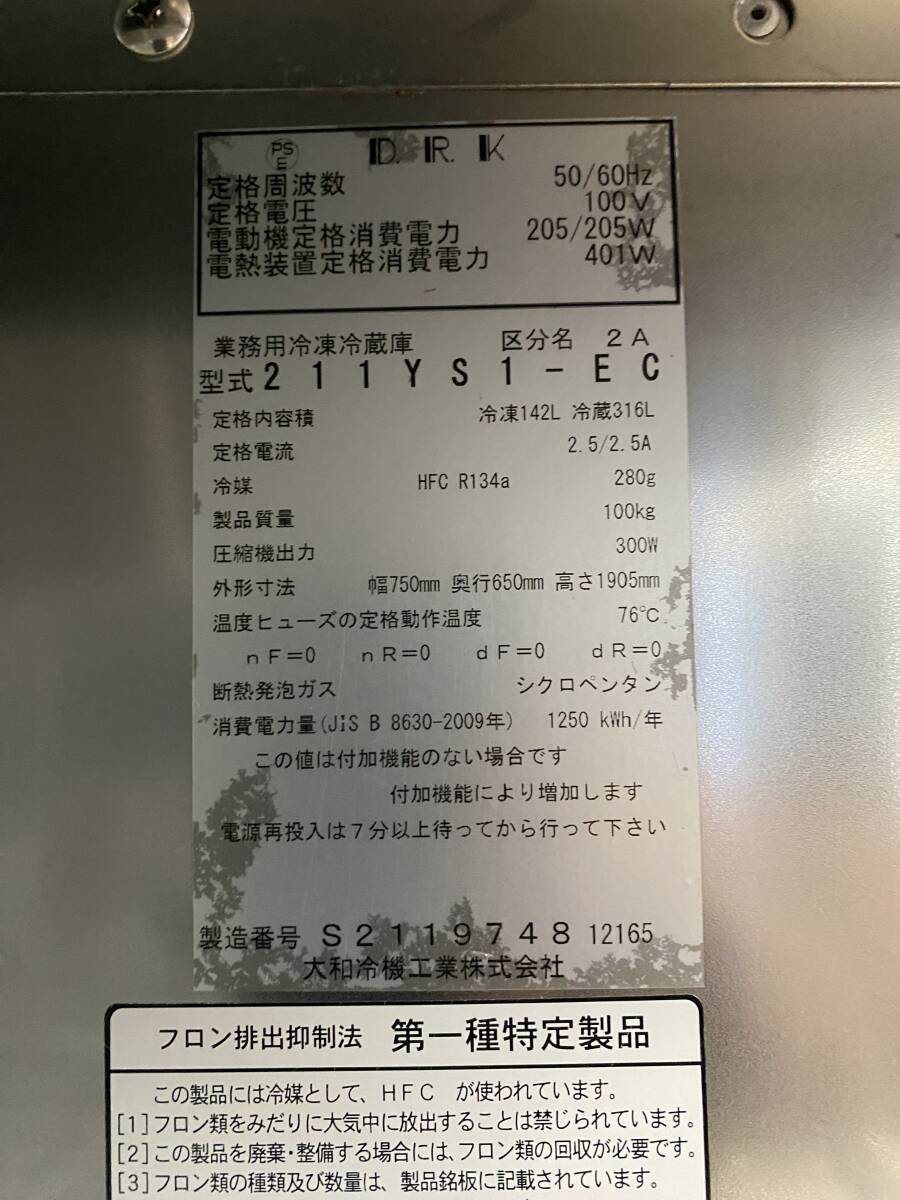 PS
E
D.R.K
定格周波数 50/60Hz
定格電圧 100V
電動機定格消費電力 205/205W
電熱装置定格消費電力 401W
業務用冷凍冷蔵庫 区分名 2A
型式 211YS1-EC
定格内容積 冷凍142L 冷蔵316L
定格電流 2.5/2.5A
冷媒 HFC R134a 280g
製品質量 100kg
圧縮機出力 300W
外形寸法 幅750mm 奥行650mm 高さ1905mm
温度ヒューズの定格動作温度 76℃
nF=0 nR=0 dF=0 dR=0
断熱発泡ガス シクロペンタン
消費電力量(JIS B 8630-2009年) 1250 kWh/年
この値は付加機能のない場合です
付加機能により増加します
電源再投入は7分以上待ってから行って下さい
製造番号 S2119748 12165
大和冷機工業株式会社
フロン排出抑制法 第一種特定製品
この製品には冷媒として、HFC が使われています。
[1]フロン類をみだりに大気中に放出することは禁じられています。
[2]この製品を廃棄・整備する場合には、フロン類の回収が必要です。
[3]フロン類の種類及び数量は、製品銘板に記載されています。